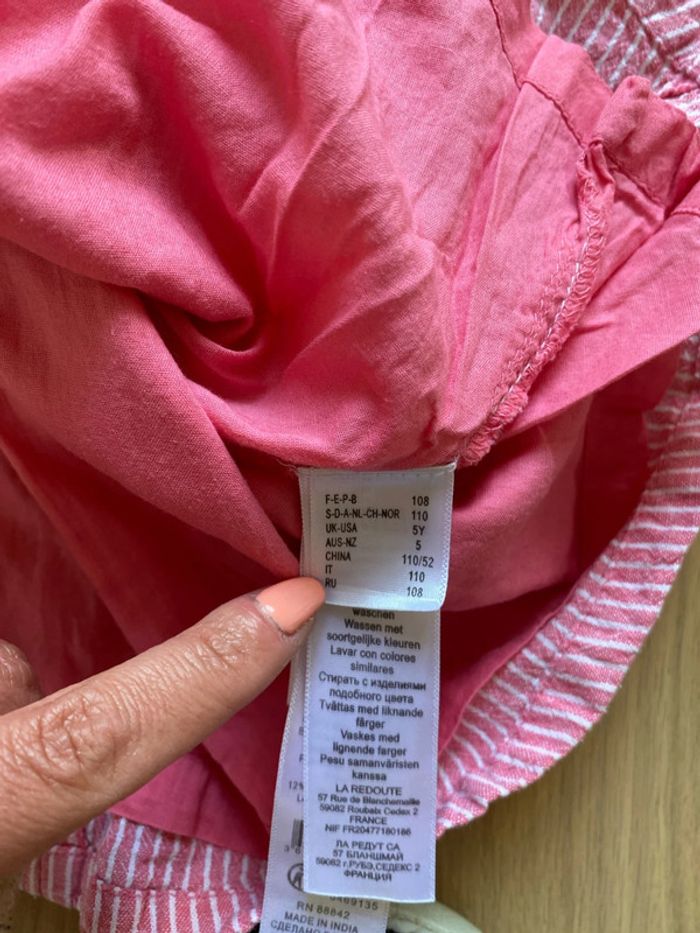 F-E-P-B 108
S-D-A-NL-CH-NOR 110
UK-USA 5Y
AUS-NZ 5
CHINA 110/52
IT 110
RU 108
waschen
Wassen met
soortgelijke kleuren
Lavar con colores
similares
Стирать с изделиями
подобного цвета
Tvättas med liknande
färger
Vaskes med
lignende farger
Pesu samanväristen
kanssa
LA REDOUTE
57 Rue de Blanchemaille
59082 Roubaix Cedex 2
FRANCE
NIF FR20477180186
ЛА РЕДУТ СА
57 БЛАНШМАЙ
59082 г.РУБЭ,СЕДЕКС 2
ФРАНЦИЯ
12%
6469135
RN 88842
MADE IN INDIA
СДЕЛАНО